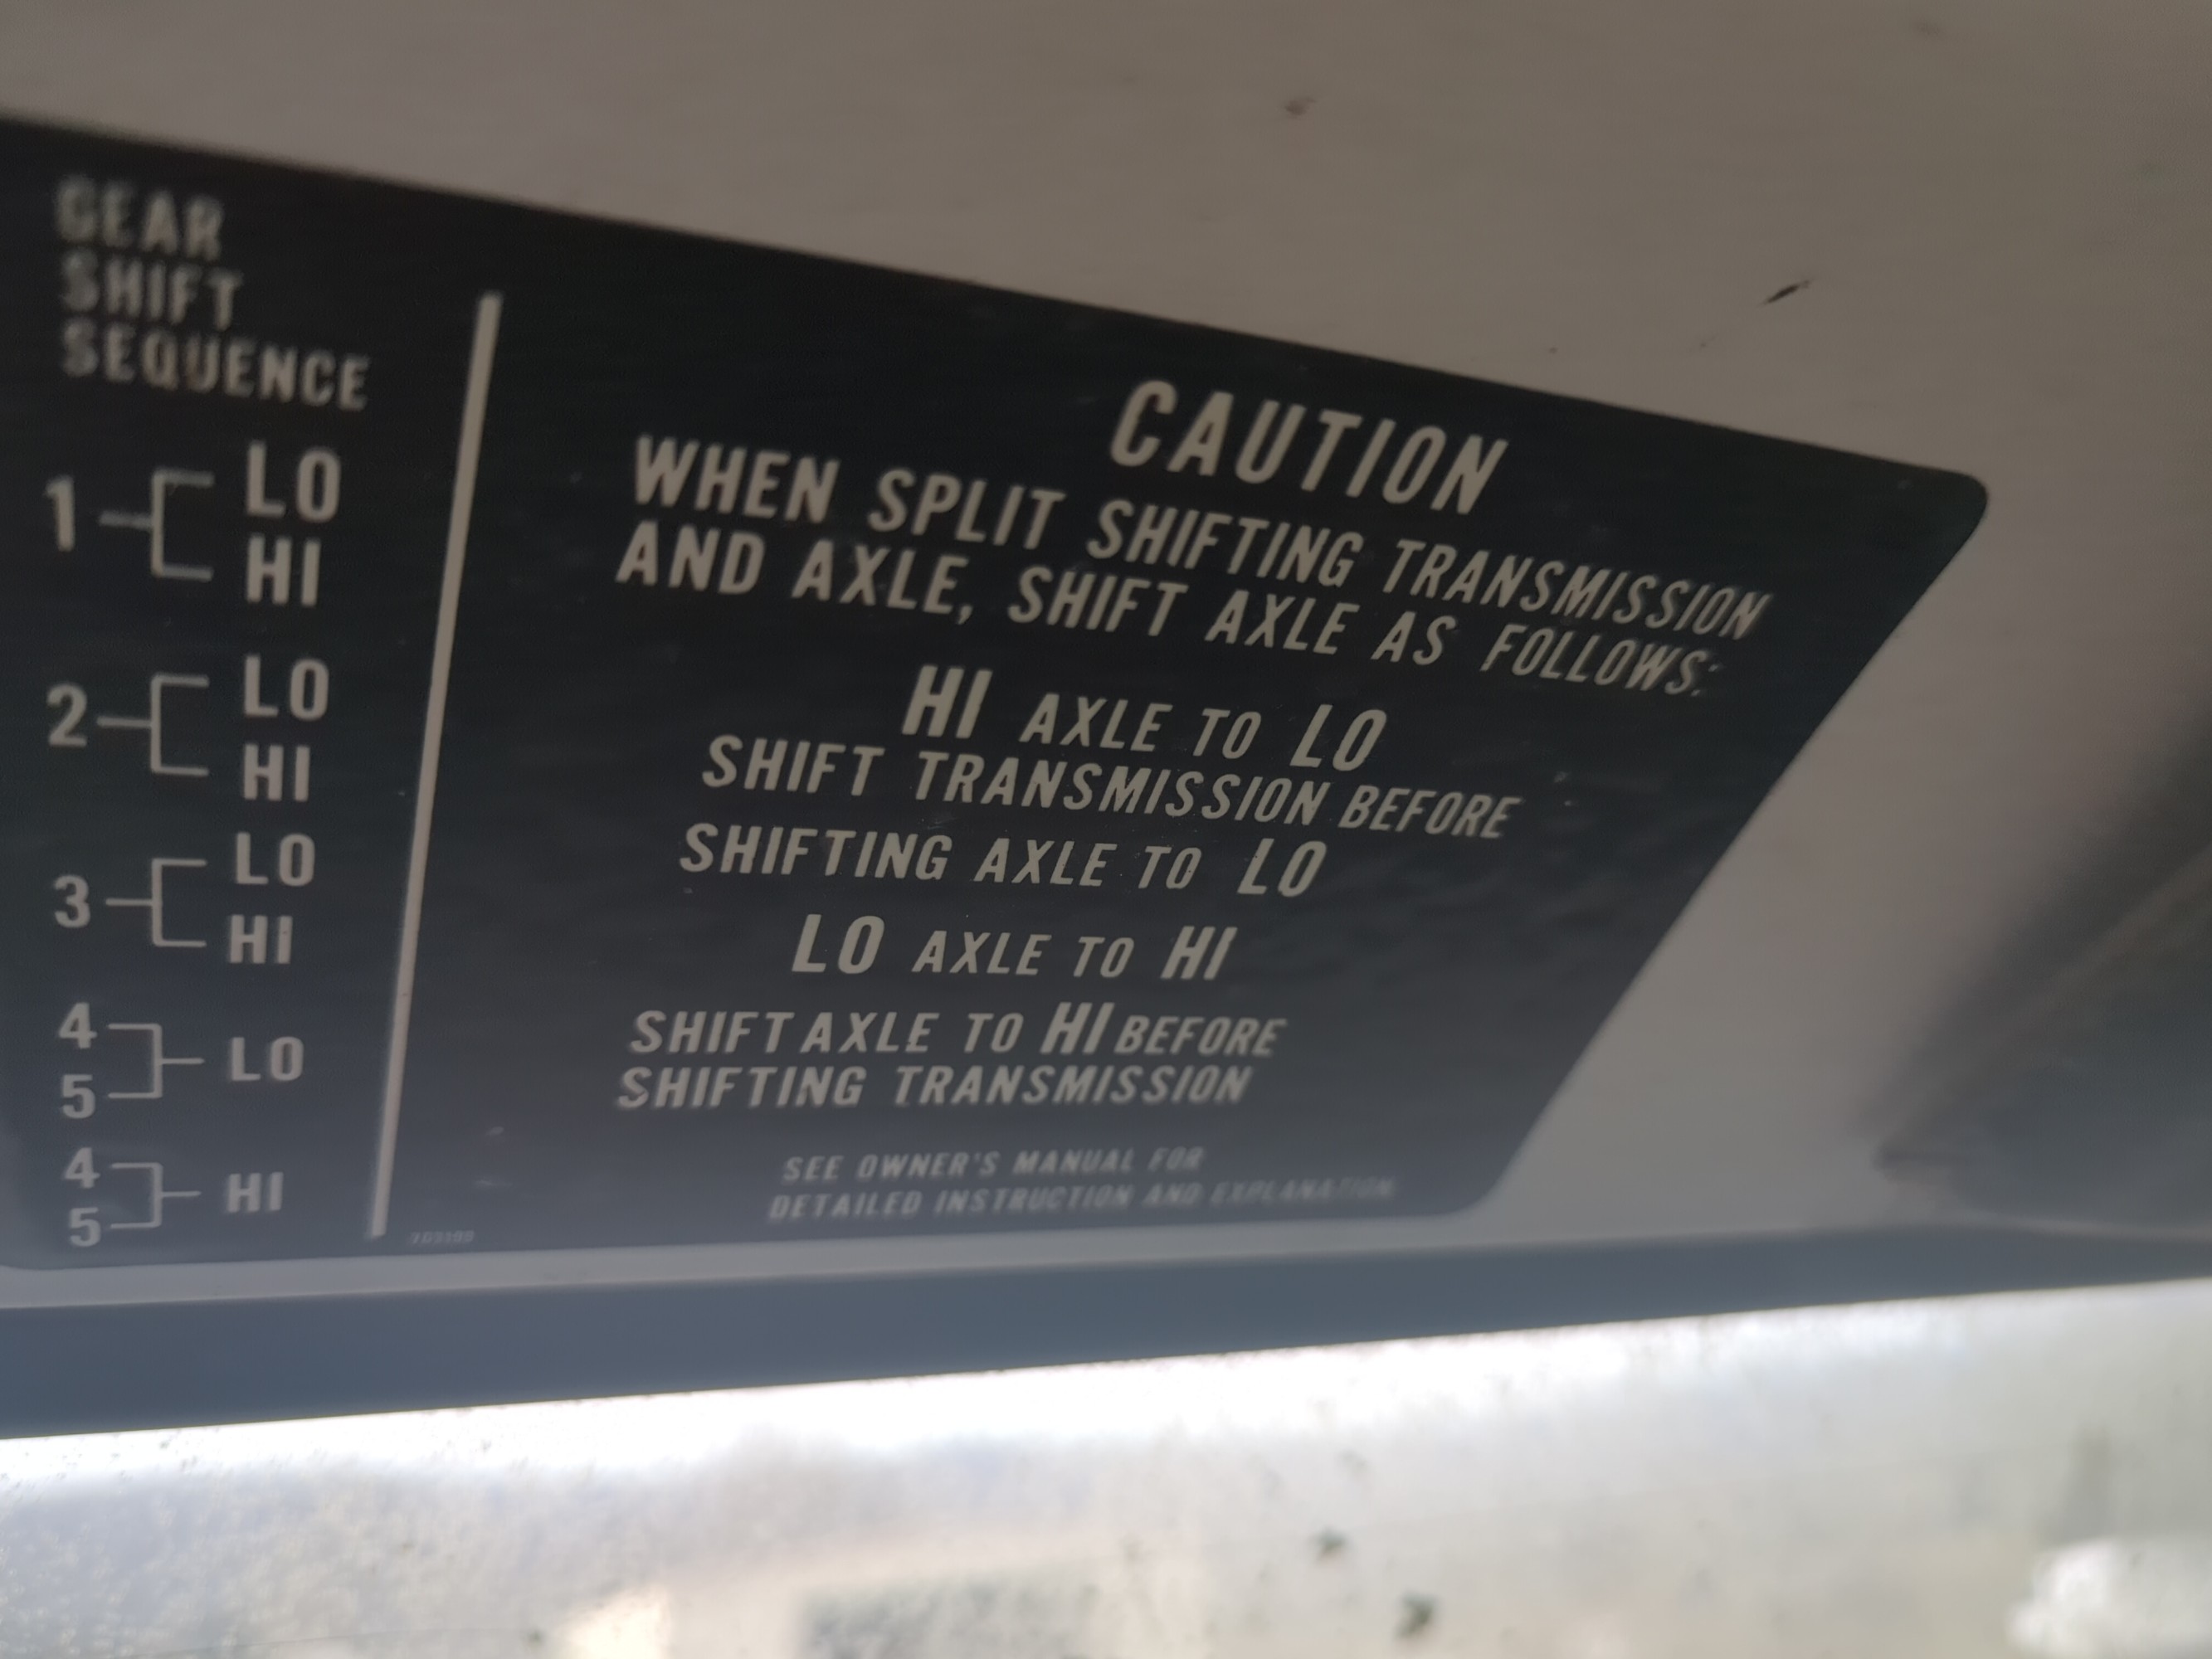 GEAR
SHIFT
SEQUENCE
1 LO
HI
2 LO
HI
3 LO
HI
4
5 LO
4
5 HI
CAUTION
WHEN SPLIT SHIFTING TRANSMISSION
AND AXLE, SHIFT AXLE AS FOLLOWS:
HI AXLE TO LO
SHIFT TRANSMISSION BEFORE
SHIFTING AXLE TO LO
LO AXLE TO HI
SHIFT AXLE TO HI BEFORE
SHIFTING TRANSMISSION
SEE OWNER'S MANUAL FOR
DETAILED INSTRUCTION AND EXPLANATION